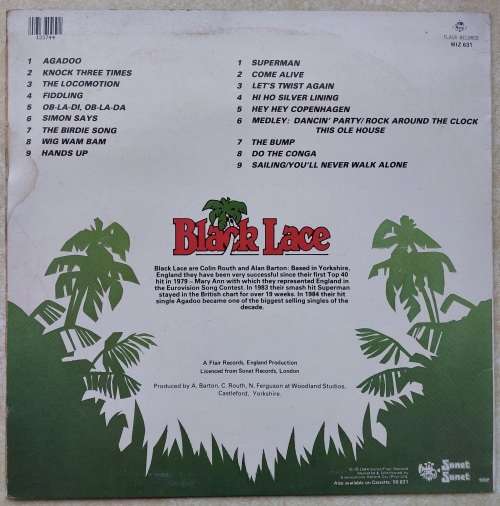 123744
FLAIR RECORDS
WIZ 631
1 AGADOO
2 KNOCK THREE TIMES
3 THE LOCOMOTION
4 FIDDLING
5 OB-LA-DI, OB-LA-DA
6 SIMON SAYS
7 THE BIRDIE SONG
8 WIG WAM BAM
9 HANDS UP
1 SUPERMAN
2 COME ALIVE
3 LET'S TWIST AGAIN
4 HI HO SILVER LINING
5 HEY HEY COPENHAGEN
6 MEDLEY: DANCIN' PARTY/ROCK AROUND THE CLOCK
THIS OLE HOUSE
7 THE BUMP
8 DO THE CONGA
9 SAILING/YOU'LL NEVER WALK ALONE
Black Lace
Black Lace are Colin Routh and Alan Barton: Based in Yorkshire,
England they have been very successful since their first Top 40
hit in 1979 – Mary Ann with which they represented England in
the Eurovision Song Contest. In 1983 their smash hit Superman
stayed in the British chart for over 19 weeks. In 1984 their hit
single Agadoo became one of the biggest selling singles of the
decade.
A Flair Records, England Production
Licenced from Sonet Records, London
Produced by A. Barton, C. Routh, N. Ferguson at Woodland Studios,
Castleford, Yorkshire.
Also available on Cassette:
Sonet
Sonet